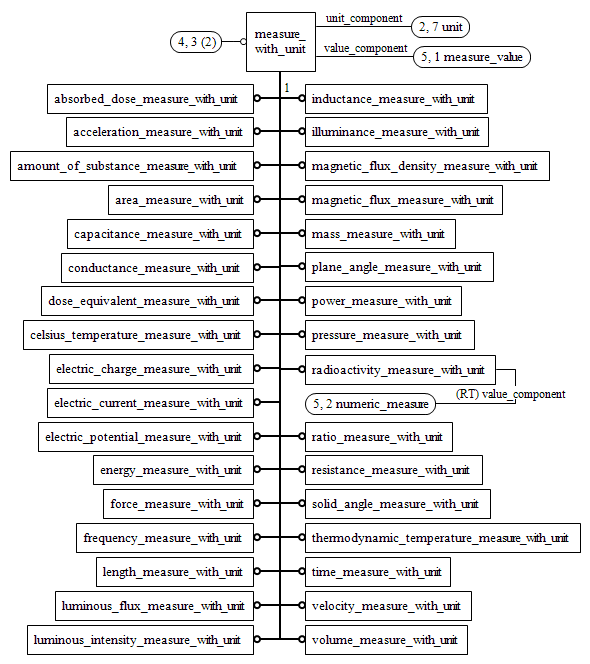 measure_
with_unit
4, 3 (2)
unit_component
2, 7 unit
value_component
5, 1 measure_value
1
absorbed_dose_measure_with_unit
acceleration_measure_with_unit
amount_of_substance_measure_with_unit
area_measure_with_unit
capacitance_measure_with_unit
conductance_measure_with_unit
dose_equivalent_measure_with_unit
celsius_temperature_measure_with_unit
electric_charge_measure_with_unit
electric_current_measure_with_unit
electric_potential_measure_with_unit
energy_measure_with_unit
force_measure_with_unit
frequency_measure_with_unit
length_measure_with_unit
luminous_flux_measure_with_unit
luminous_intensity_measure_with_unit
inductance_measure_with_unit
illuminance_measure_with_unit
magnetic_flux_density_measure_with_unit
magnetic_flux_measure_with_unit
mass_measure_with_unit
plane_angle_measure_with_unit
power_measure_with_unit
pressure_measure_with_unit
radioactivity_measure_with_unit
(RT) value_component
5, 2 numeric_measure
ratio_measure_with_unit
resistance_measure_with_unit
solid_angle_measure_with_unit
thermodynamic_temperature_measure_with_unit
time_measure_with_unit
velocity_measure_with_unit
volume_measure_with_unit